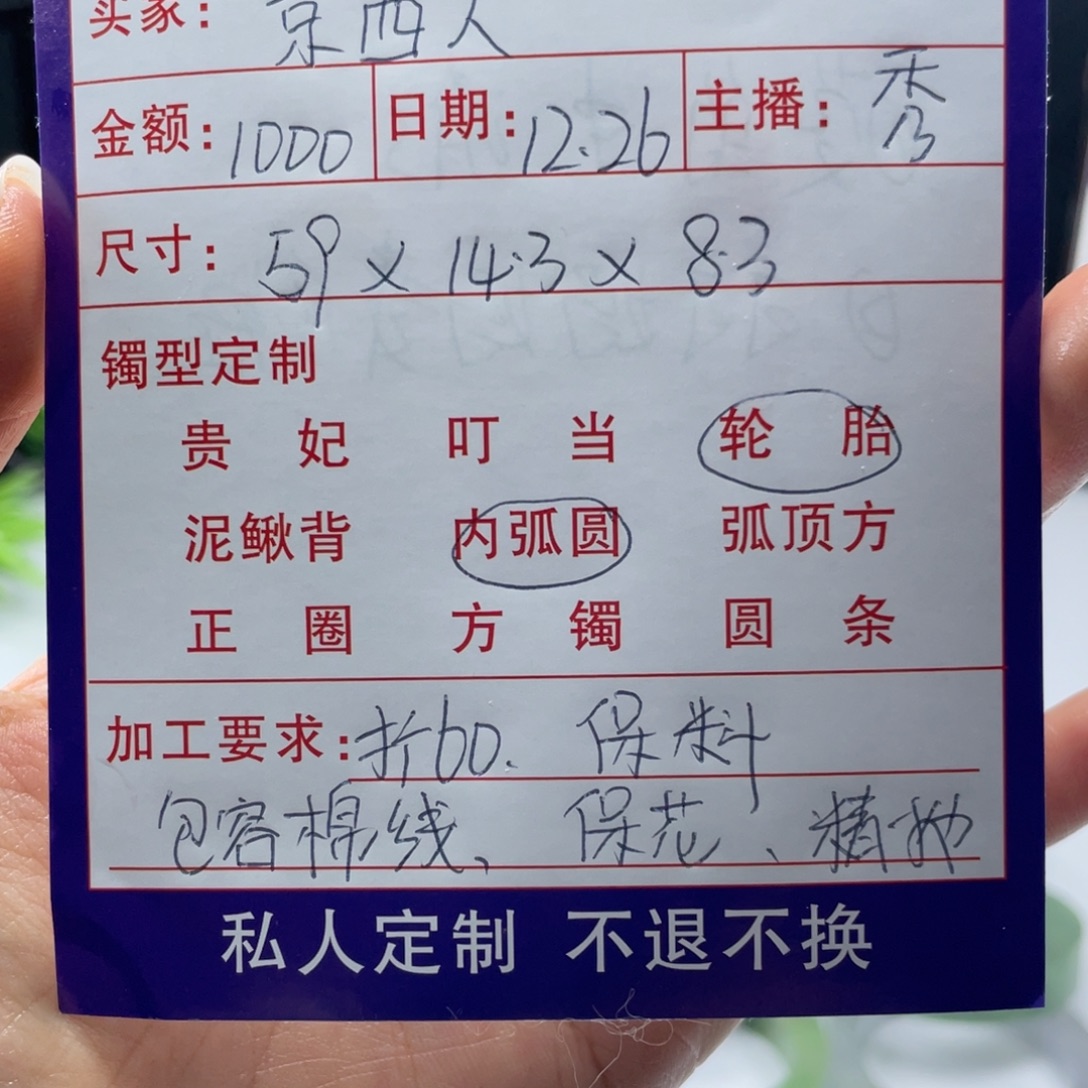 买家: 京西人
金额: 1000 日期: 12.26 主播: 秀
尺寸: 59 × 14.3 × 8.3
镯型定制
贵妃 叮当 轮胎
泥鳅背 内弧圆 弧顶方
正圈 方镯 圆条
加工要求: 折60. 保料
包容棉线、 保花、精抛
私人定制 不退不换